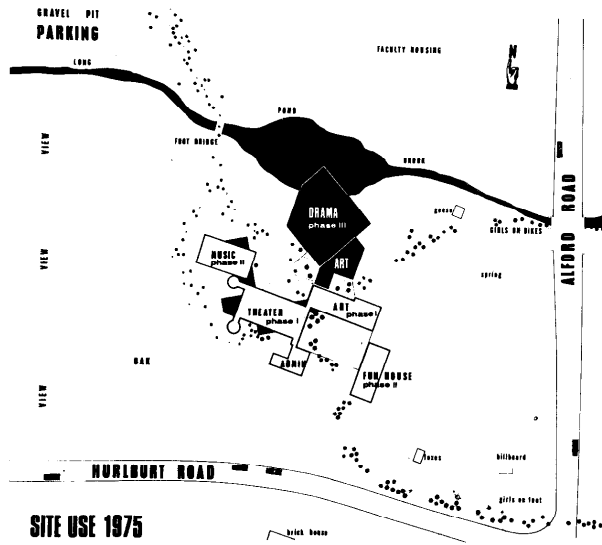 GRAVEL PIT
PARKING
FACULTY HOUSING
N
LONG
POND
VIEW
FOOT BRIDGE
BROOK
DRAMA
phase III
geese
GIRLS ON BIKES
ALFORD ROAD
VIEW
MUSIC
phase II
ART
spring
THEATER
phase I
ART
phase I
OAK
ADMIN
FUN HOUSE
phase II
VIEW
foxes
billboard
HURLBURT ROAD
girls on foot
SITE USE 1975
brick house